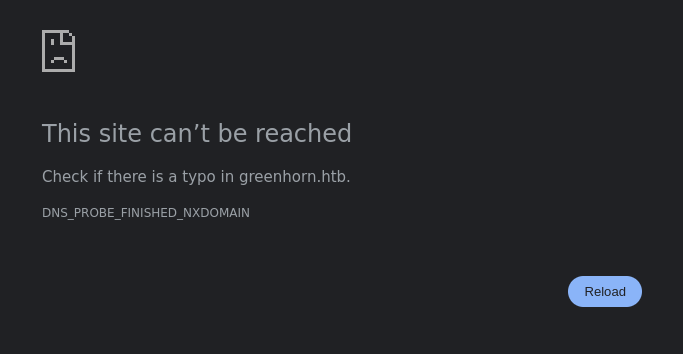 This site can’t be reached
Check if there is a typo in greenhorn.htb.
DNS_PROBE_FINISHED_NXDOMAIN
Reload